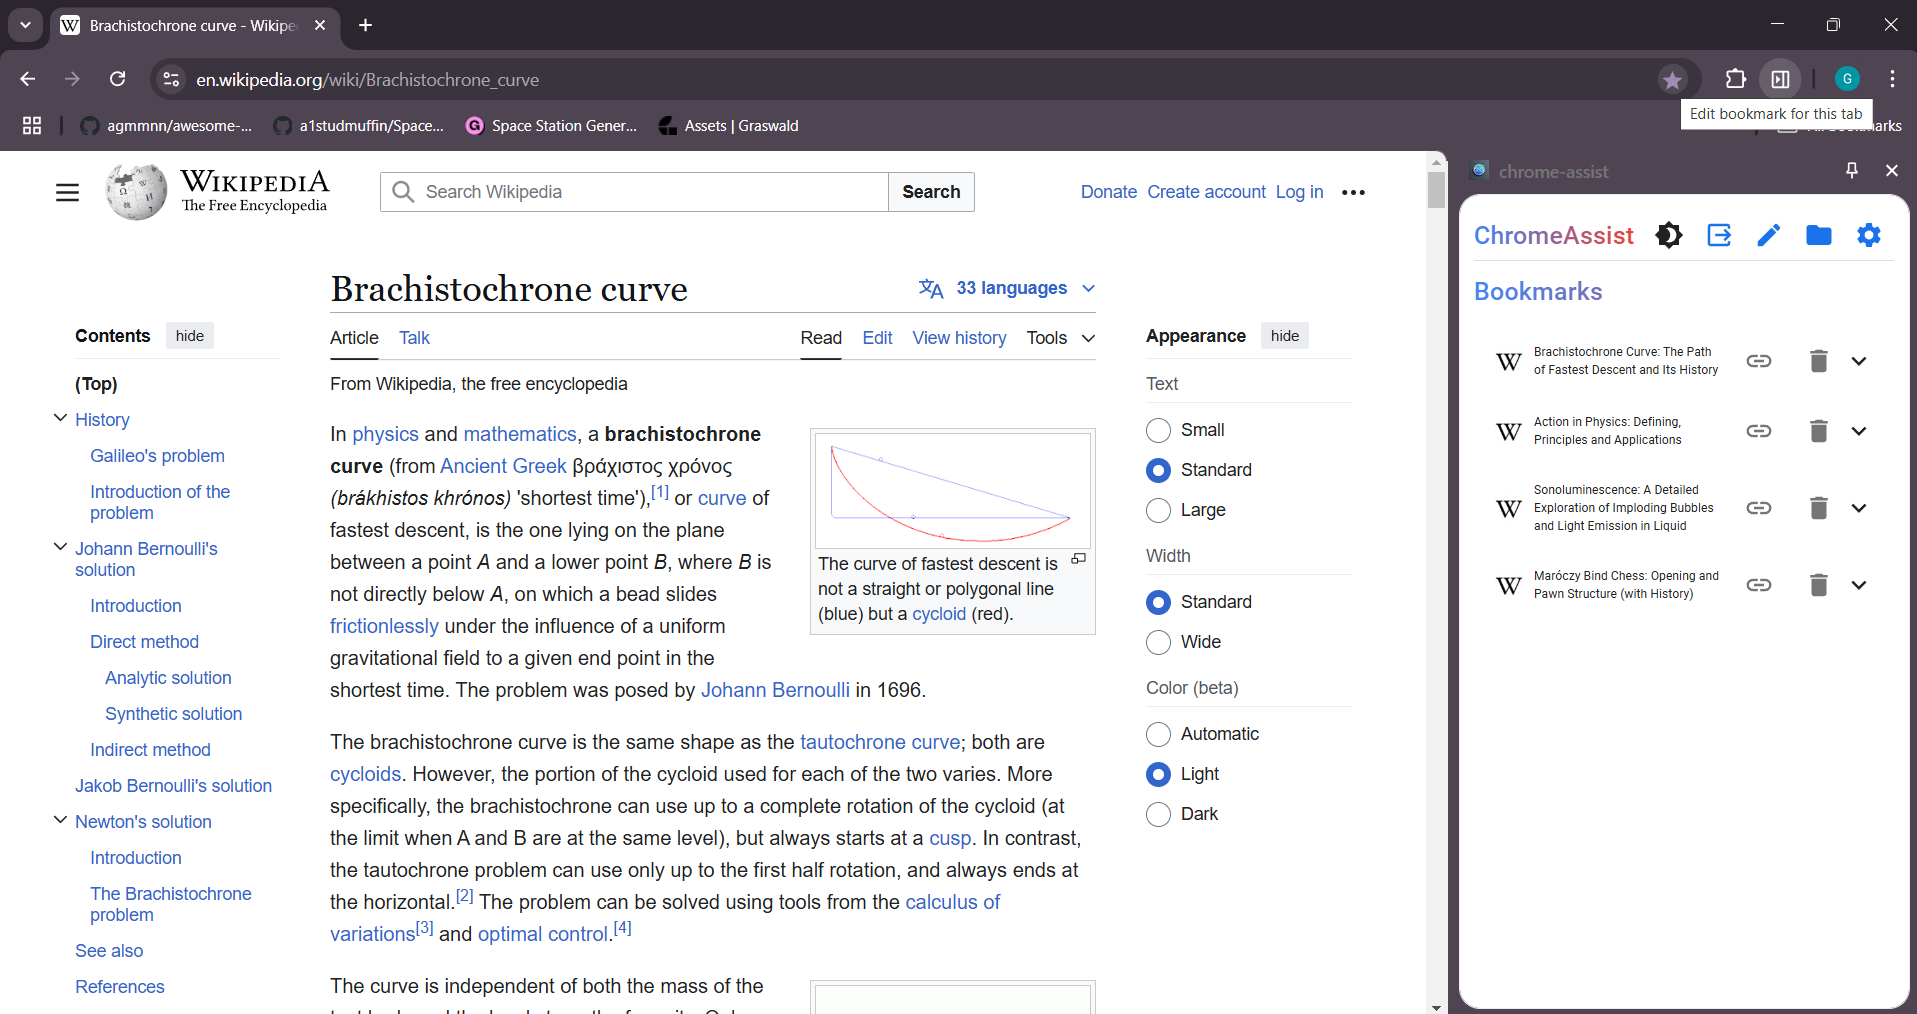 Brachistochrone curve - Wikipe
en.wikipedia.org/wiki/Brachistochrone_curve
G
Edit bookmark for this tab
agmmnn/awesome-...
a1studmuffin/Space...
Space Station Gener...
Assets | Graswald
WIKIPEDIA
The Free Encyclopedia
Search Wikipedia
Search
Donate Create account Log in
Brachistochrone curve
33 languages
Article Talk
Read Edit View history Tools
Contents hide
(Top)
History
Galileo's problem
Introduction of the
problem
Johann Bernoulli's
solution
Introduction
Direct method
Analytic solution
Synthetic solution
Indirect method
Jakob Bernoulli's solution
Newton's solution
Introduction
The Brachistochrone
problem
See also
References
From Wikipedia, the free encyclopedia
In physics and mathematics, a brachistochrone
curve (from Ancient Greek βράχιστος χρόνος
(brákhistos khrónos) 'shortest time'),[1] or curve of
fastest descent, is the one lying on the plane
between a point A and a lower point B, where B is
not directly below A, on which a bead slides
frictionlessly under the influence of a uniform
gravitational field to a given end point in the
shortest time. The problem was posed by Johann Bernoulli in 1696.
The curve of fastest descent is
not a straight or polygonal line
(blue) but a cycloid (red).
The brachistochrone curve is the same shape as the tautochrone curve; both are
cycloids. However, the portion of the cycloid used for each of the two varies. More
specifically, the brachistochrone can use up to a complete rotation of the cycloid (at
the limit when A and B are at the same level), but always starts at a cusp. In contrast,
the tautochrone problem can use only up to the first half rotation, and always ends at
the horizontal.[2] The problem can be solved using tools from the calculus of
variations[3] and optimal control.[4]
The curve is independent of both the mass of the
Appearance hide
Text
Small
Standard
Large
Width
Standard
Wide
Color (beta)
Automatic
Light
Dark
chrome-assist
ChromeAssist
Bookmarks
Brachistochrone Curve: The Path
of Fastest Descent and Its History
Action in Physics: Defining,
Principles and Applications
Sonoluminescence: A Detailed
Exploration of Imploding Bubbles
and Light Emission in Liquid
Maróczy Bind Chess: Opening and
Pawn Structure (with History)